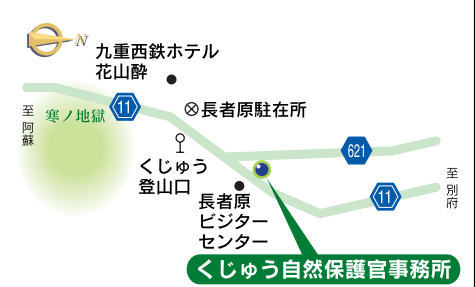 N
九重西鉄ホテル
花山酔
11
長者原駐在所
至
阿
蘇
寒ノ地獄
621
くじゅう
登山口
至
別
府
長者原
ビジター
センター
11
くじゅう自然保護官事務所